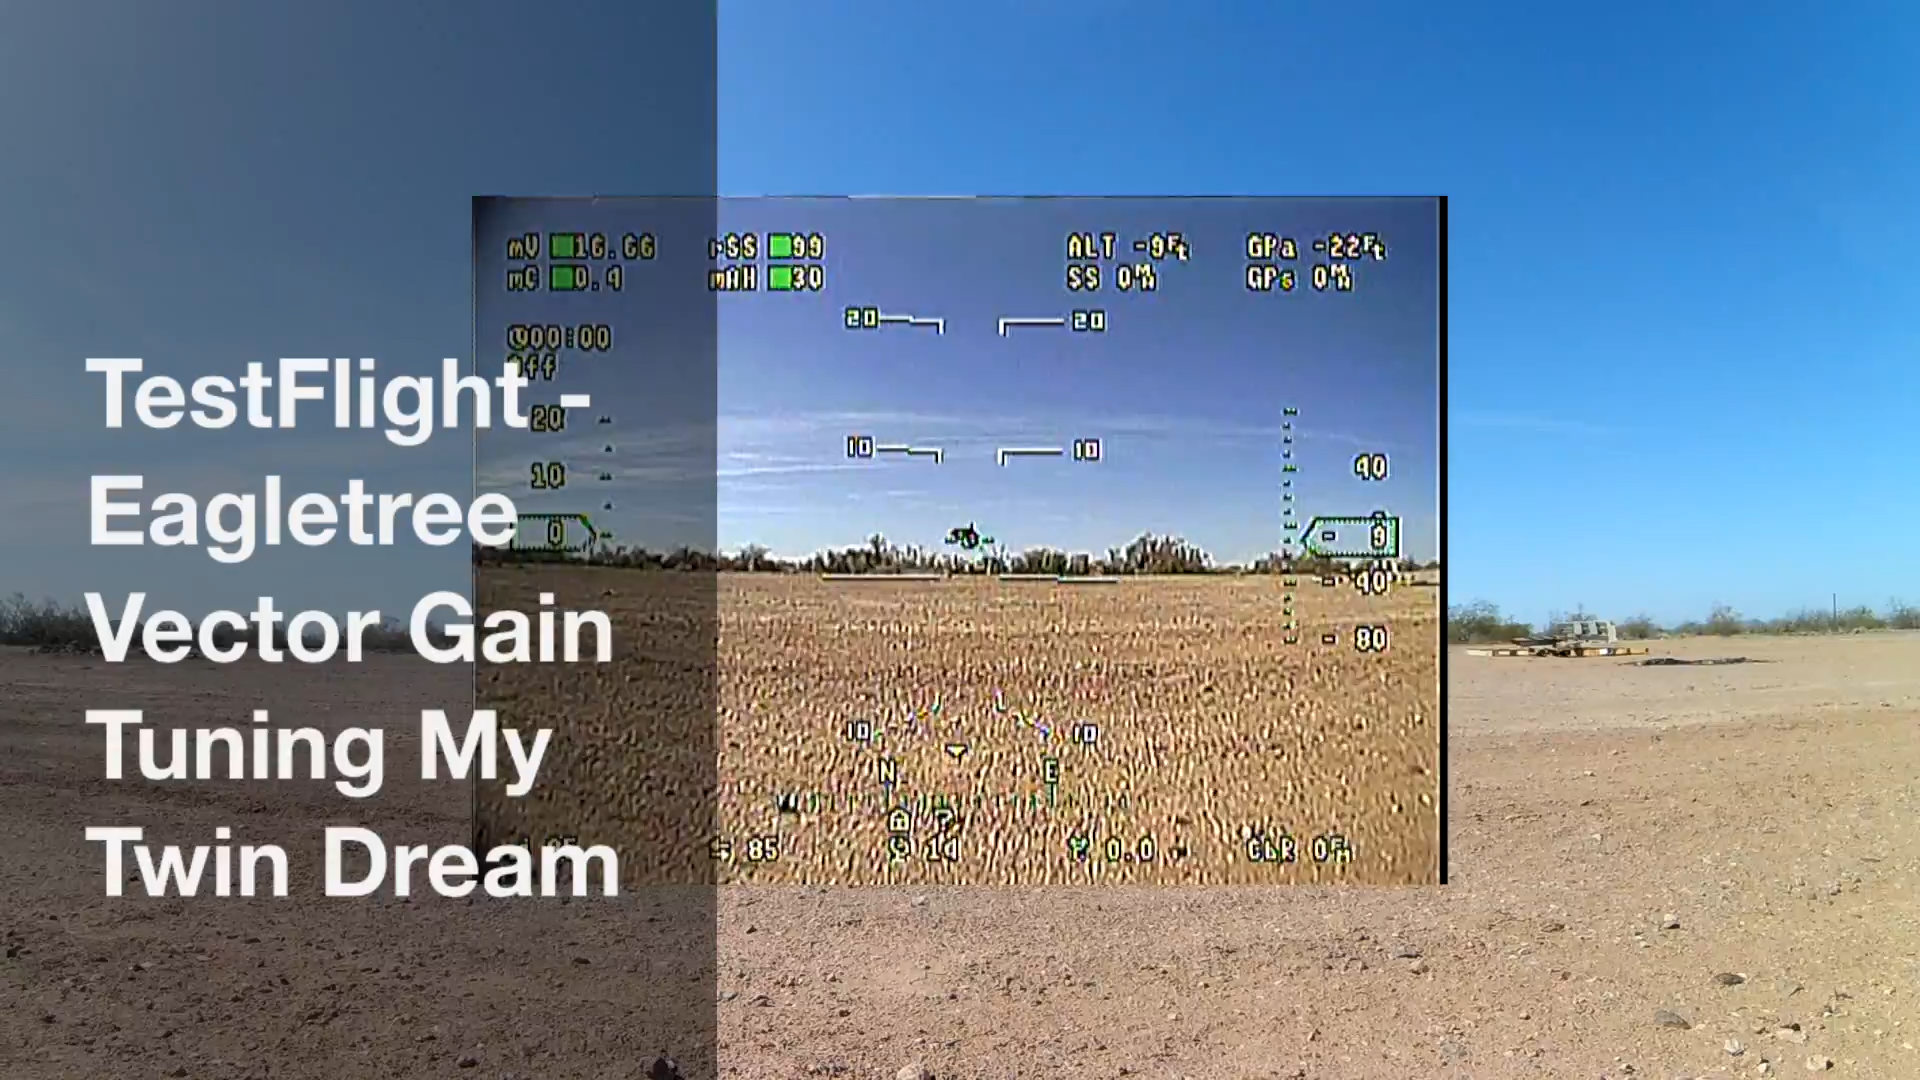 TestFlight -
Eagletree
Vector Gain
Tuning My
Twin Dream
mV 16.66 rSS 99 ALT -9Ft GPa -22Ft
mC 0.4 mAH 30 SS 0 GPs 0
20 20
00:00
20
10 10
10 40
0 - 9
- 40
- 80
10 10
N E
85 14 0.0 CLR 0